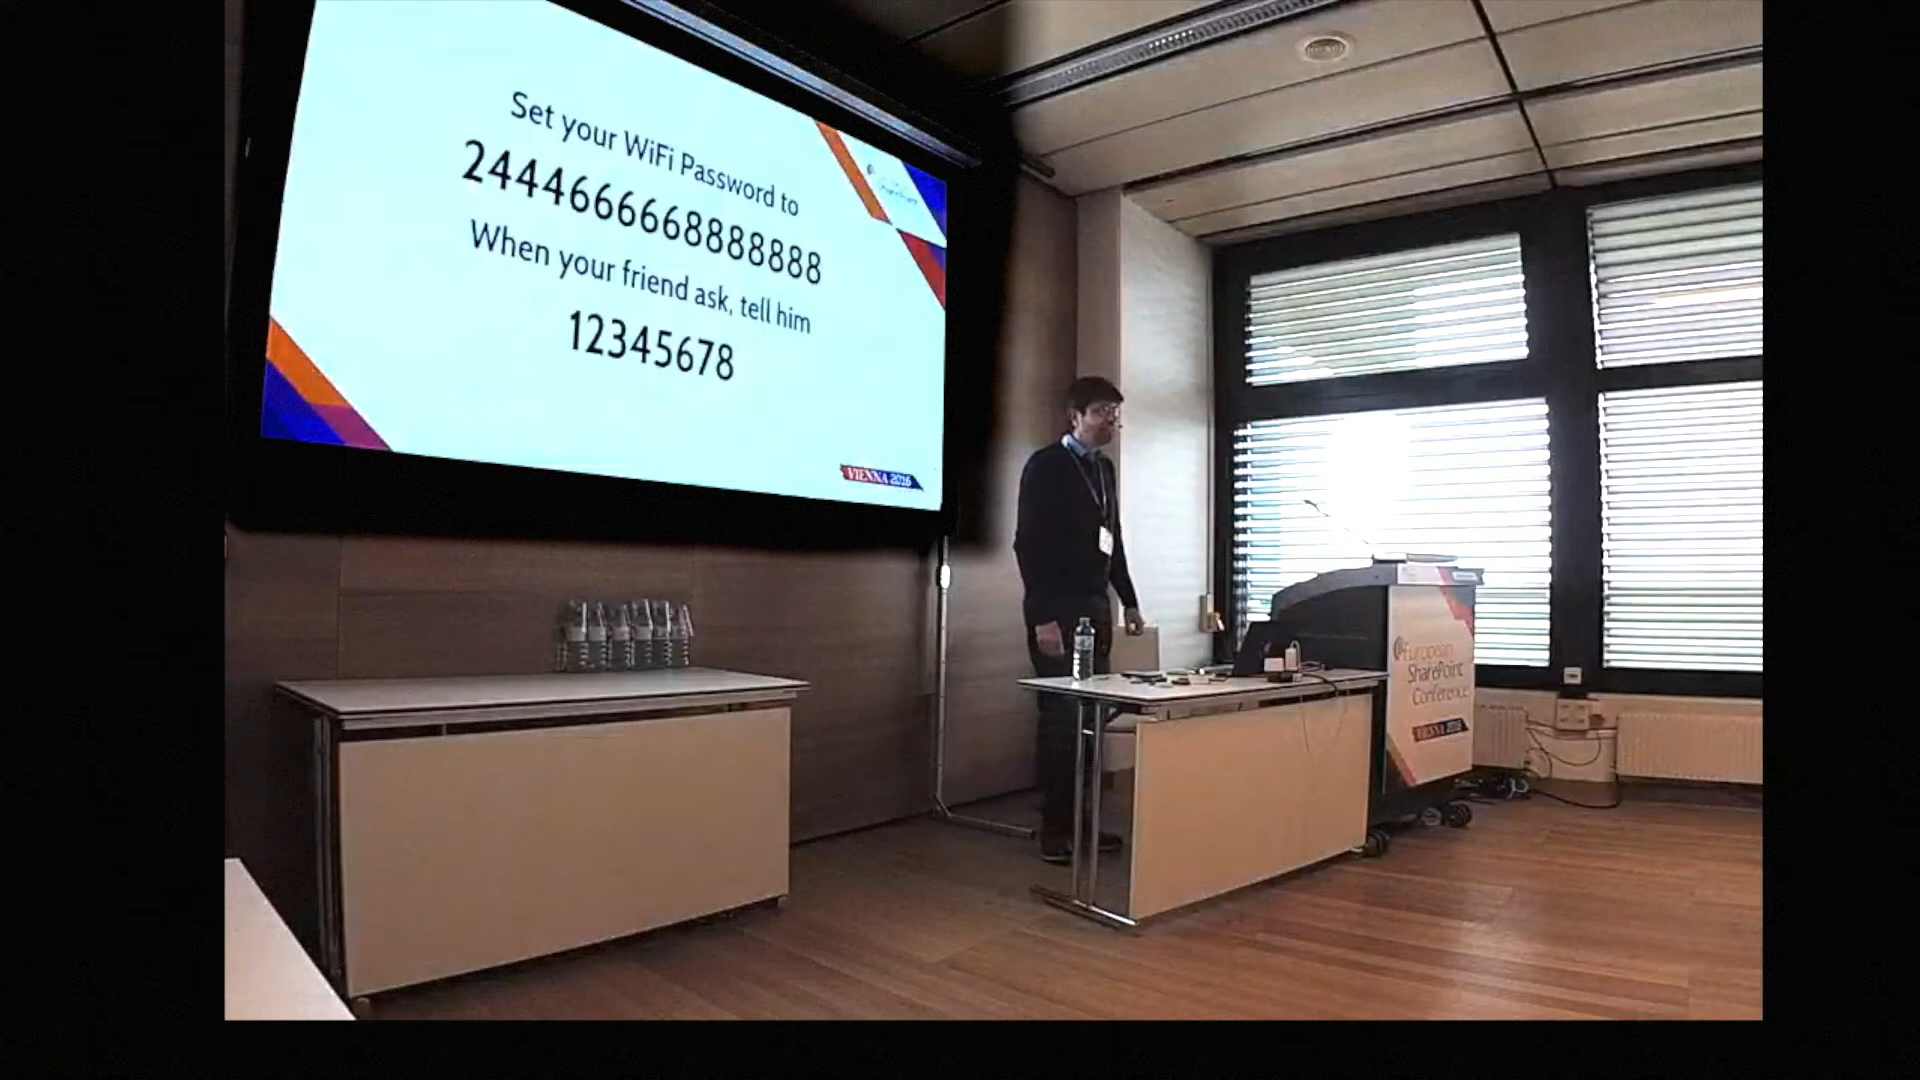 Set your WiFi Password to
2444666668888888
When your friend ask, tell him
12345678
VIENNA 2016
European
SharePoint
Conference
VIENNA 2016